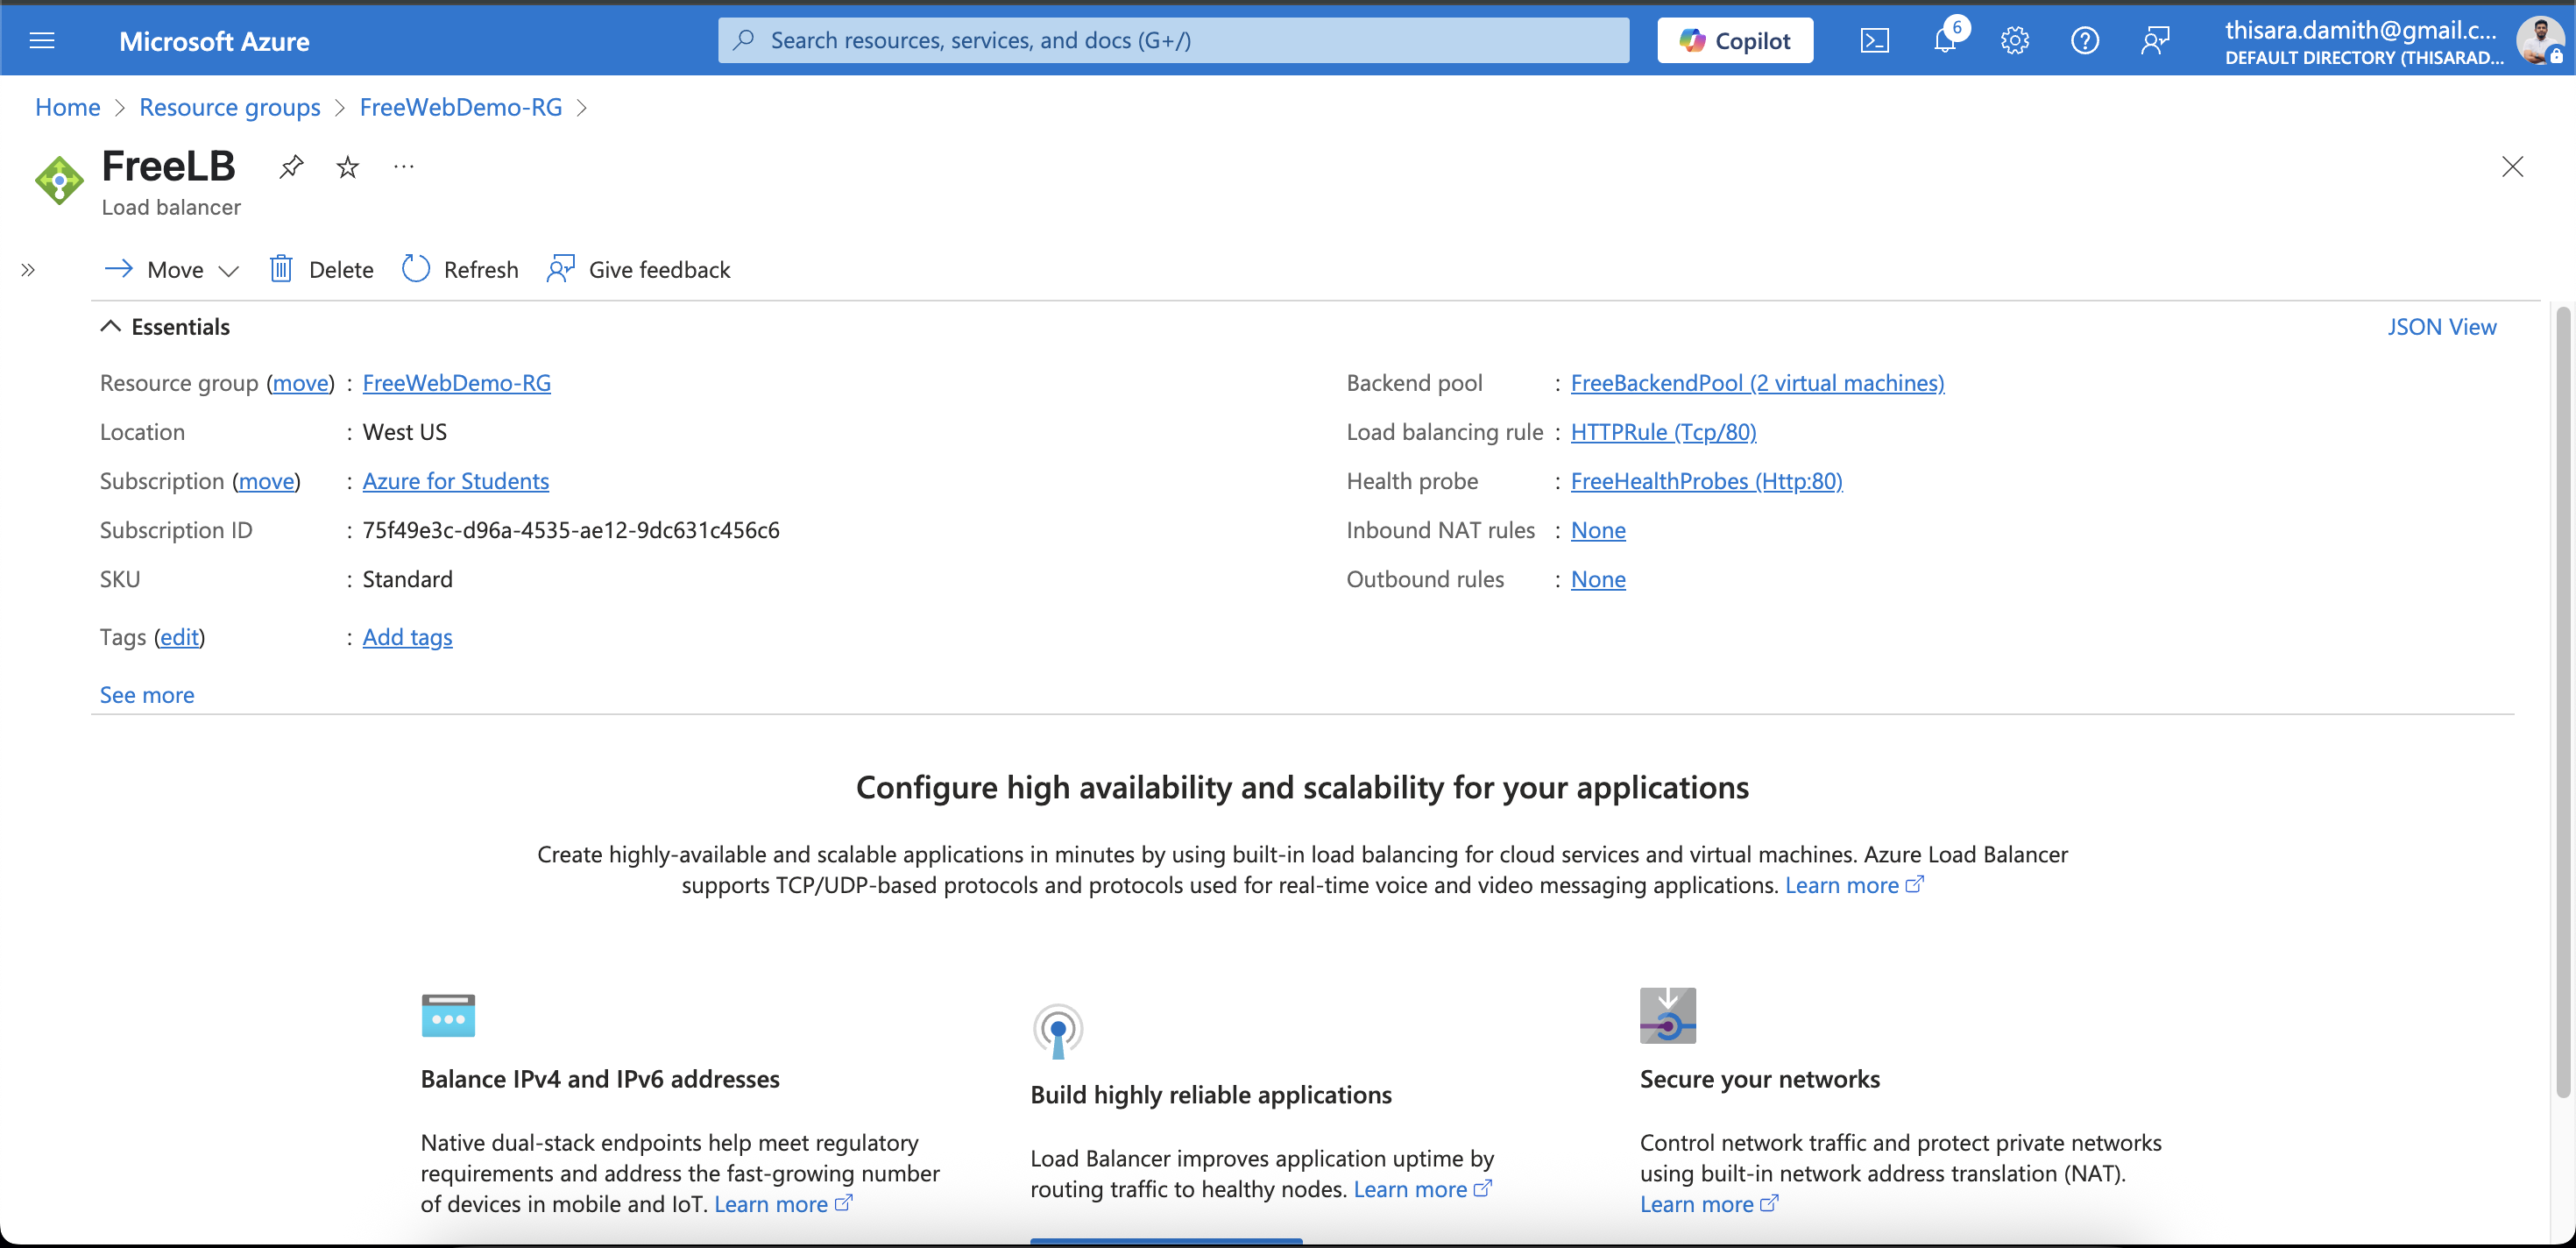 Microsoft Azure
Search resources, services, and docs (G+/)
Copilot
6
thisara.damith@gmail.c...
DEFAULT DIRECTORY (THISARAD...
Home > Resource groups > FreeWebDemo-RG >
FreeLB
...
Load balancer
Move
Delete
Refresh
Give feedback
Essentials
JSON View
Resource group (move) : FreeWebDemo-RG
Location : West US
Subscription (move) : Azure for Students
Subscription ID : 75f49e3c-d96a-4535-ae12-9dc631c456c6
SKU : Standard
Tags (edit) : Add tags
See more
Backend pool : FreeBackendPool (2 virtual machines)
Load balancing rule : HTTPRule (Tcp/80)
Health probe : FreeHealthProbes (Http:80)
Inbound NAT rules : None
Outbound rules : None
Configure high availability and scalability for your applications
Create highly-available and scalable applications in minutes by using built-in load balancing for cloud services and virtual machines. Azure Load Balancer
supports TCP/UDP-based protocols and protocols used for real-time voice and video messaging applications. Learn more
Balance IPv4 and IPv6 addresses
Native dual-stack endpoints help meet regulatory
requirements and address the fast-growing number
of devices in mobile and IoT. Learn more
Build highly reliable applications
Load Balancer improves application uptime by
routing traffic to healthy nodes. Learn more
Secure your networks
Control network traffic and protect private networks
using built-in network address translation (NAT).
Learn more